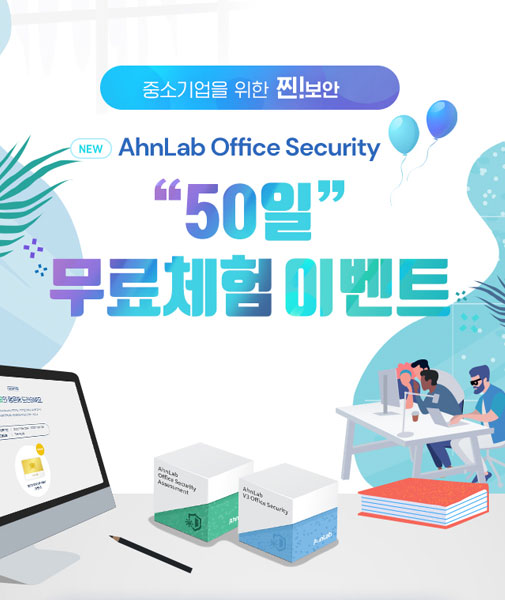 중소기업을 위한 찐!보안
NEW AhnLab Office Security
“50일”
무료체험 이벤트
AhnLab
Office Security
Assessment
AhnLab
V3 Office Security
AhnLab